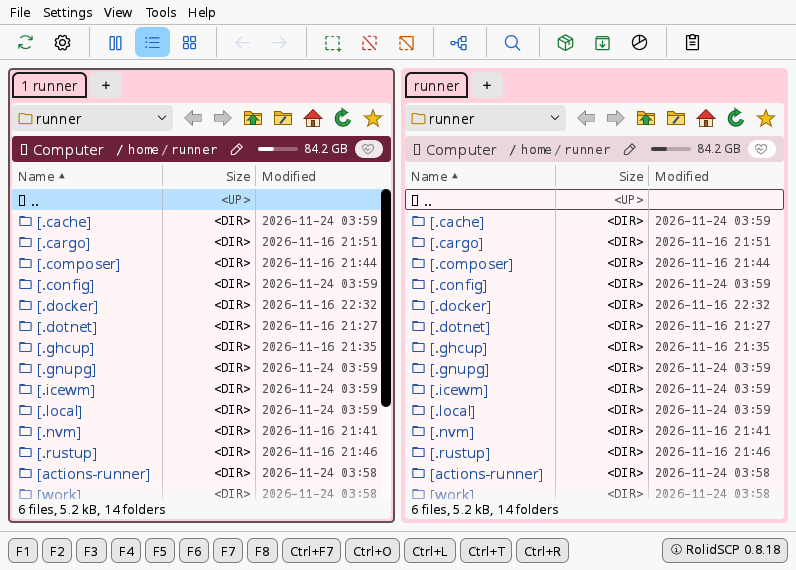 File Settings View Tools Help
1 runner + runner +
runner runner
Computer / home / runner 84.2 GB Computer / home / runner 84.2 GB
Name Size Modified Name Size Modified
.. <UP> .. <UP>
[.cache] <DIR> 2026-11-24 03:59 [.cache] <DIR> 2026-11-24 03:59
[.cargo] <DIR> 2026-11-16 21:51 [.cargo] <DIR> 2026-11-16 21:51
[.composer] <DIR> 2026-11-16 21:44 [.composer] <DIR> 2026-11-16 21:44
[.config] <DIR> 2026-11-24 03:59 [.config] <DIR> 2026-11-24 03:59
[.docker] <DIR> 2026-11-16 22:32 [.docker] <DIR> 2026-11-16 22:32
[.dotnet] <DIR> 2026-11-16 21:27 [.dotnet] <DIR> 2026-11-16 21:27
[.ghcup] <DIR> 2026-11-16 21:35 [.ghcup] <DIR> 2026-11-16 21:35
[.gnupg] <DIR> 2026-11-24 03:59 [.gnupg] <DIR> 2026-11-24 03:59
[.icewm] <DIR> 2026-11-24 03:59 [.icewm] <DIR> 2026-11-24 03:59
[.local] <DIR> 2026-11-24 03:59 [.local] <DIR> 2026-11-24 03:59
[.nvm] <DIR> 2026-11-16 21:41 [.nvm] <DIR> 2026-11-16 21:41
[.rustup] <DIR> 2026-11-16 21:46 [.rustup] <DIR> 2026-11-16 21:46
[actions-runner] <DIR> 2026-11-24 03:58 [actions-runner] <DIR> 2026-11-24 03:58
[work] <DIR> 2026-11-24 03:58 [work] <DIR> 2026-11-24 03:58
6 files, 5.2 kB, 14 folders 6 files, 5.2 kB, 14 folders
F1 F2 F3 F4 F5 F6 F7 F8 Ctrl+F7 Ctrl+O Ctrl+L Ctrl+T Ctrl+R RolidSCP 0.8.18